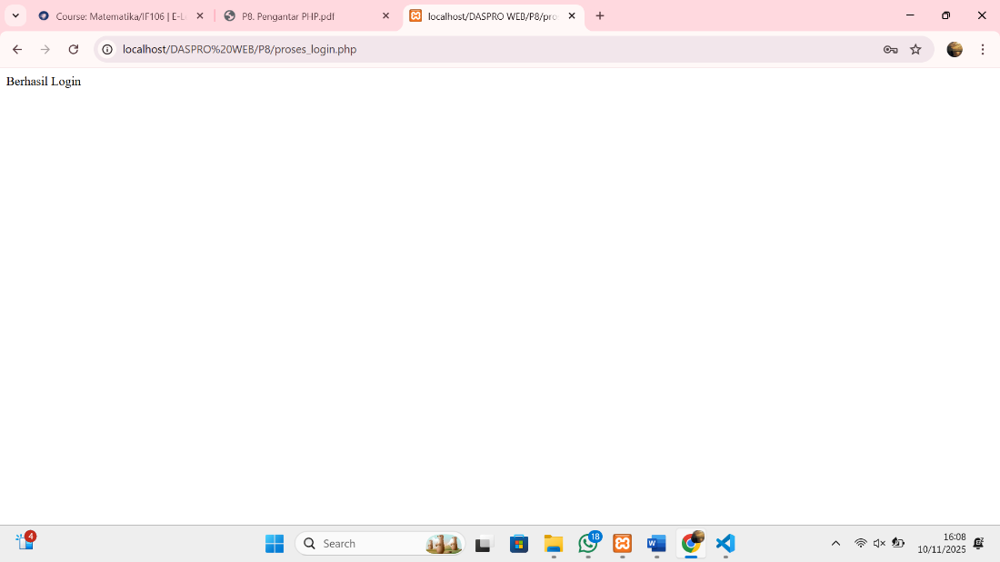 Course: Matematika/IF106 | E-L
P8. Pengantar PHP.pdf
localhost/DASPRO WEB/P8/pro
localhost/DASPRO%20WEB/P8/proses_login.php
Berhasil Login
4
Search
18
16:08
10/11/2025